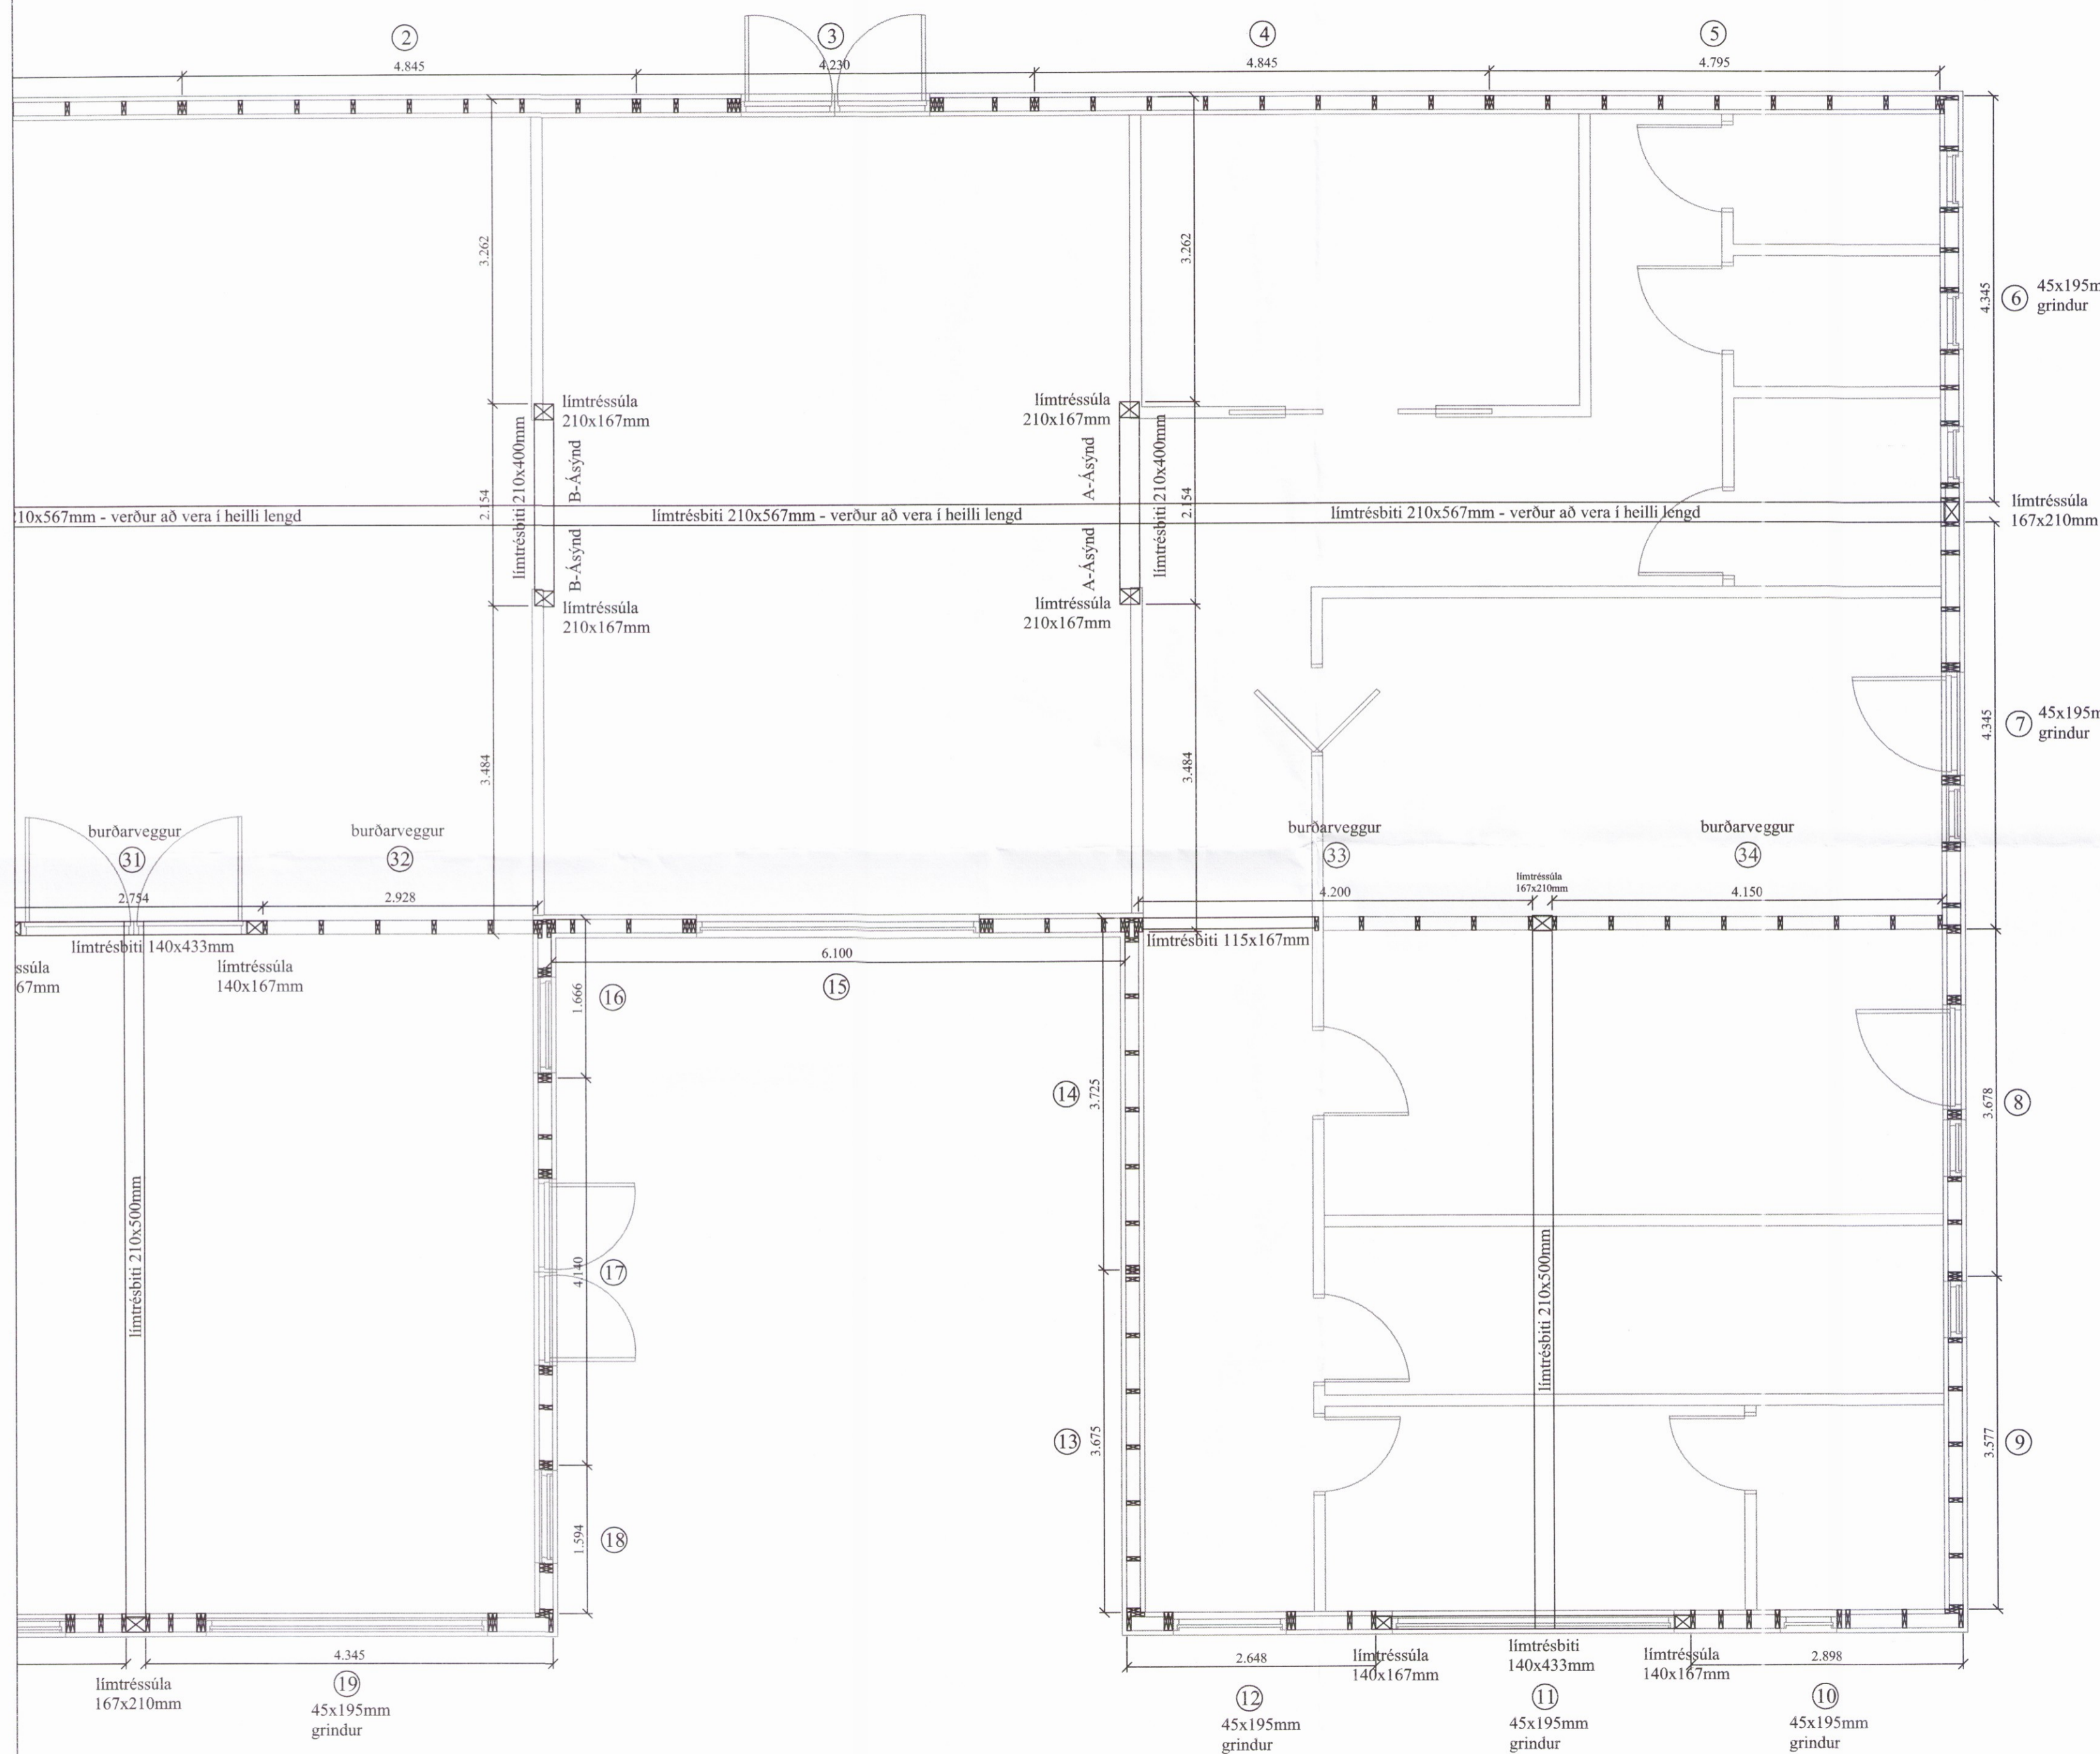 2
3
4
5
4.845
4.230
4.845
4.795
3.262
3.262
4.345
6
45x195m
grindur
límtréssúla
210x167mm
límtréssúla
210x167mm
límtrésbiti 210x400mm
B-Ásýnd
A-Ásýnd
límtrésbiti 210x400mm
2.154
2.154
210x567mm - verður að vera í heilli lengd
límtrésbiti 210x567mm - verður að vera í heilli lengd
límtrésbiti 210x567mm - verður að vera í heilli lengd
límtréssúla
167x210mm
B-Ásýnd
A-Ásýnd
límtréssúla
210x167mm
límtréssúla
210x167mm
3.484
3.484
4.345
7
45x195m
grindur
burðarveggur
31
burðarveggur
32
burðarveggur
33
burðarveggur
34
2.754
2.928
4.200
límtréssúla
167x210mm
4.150
límtrésbiti 140x433mm
límtrésbiti 115x167mm
ssúla
67mm
límtréssúla
140x167mm
6.100
15
1.666
16
14
3.725
3.678
8
límtrésbiti 210x500mm
4.140
17
límtrésbiti 210x500mm
13
3.675
3.577
9
1.594
18
4.345
límtréssúla
167x210mm
19
45x195mm
grindur
2.648
límtréssúla
140x167mm
límtrésbiti
140x433mm
límtréssúla
140x167mm
2.898
12
45x195mm
grindur
11
45x195mm
grindur
10
45x195mm
grindur